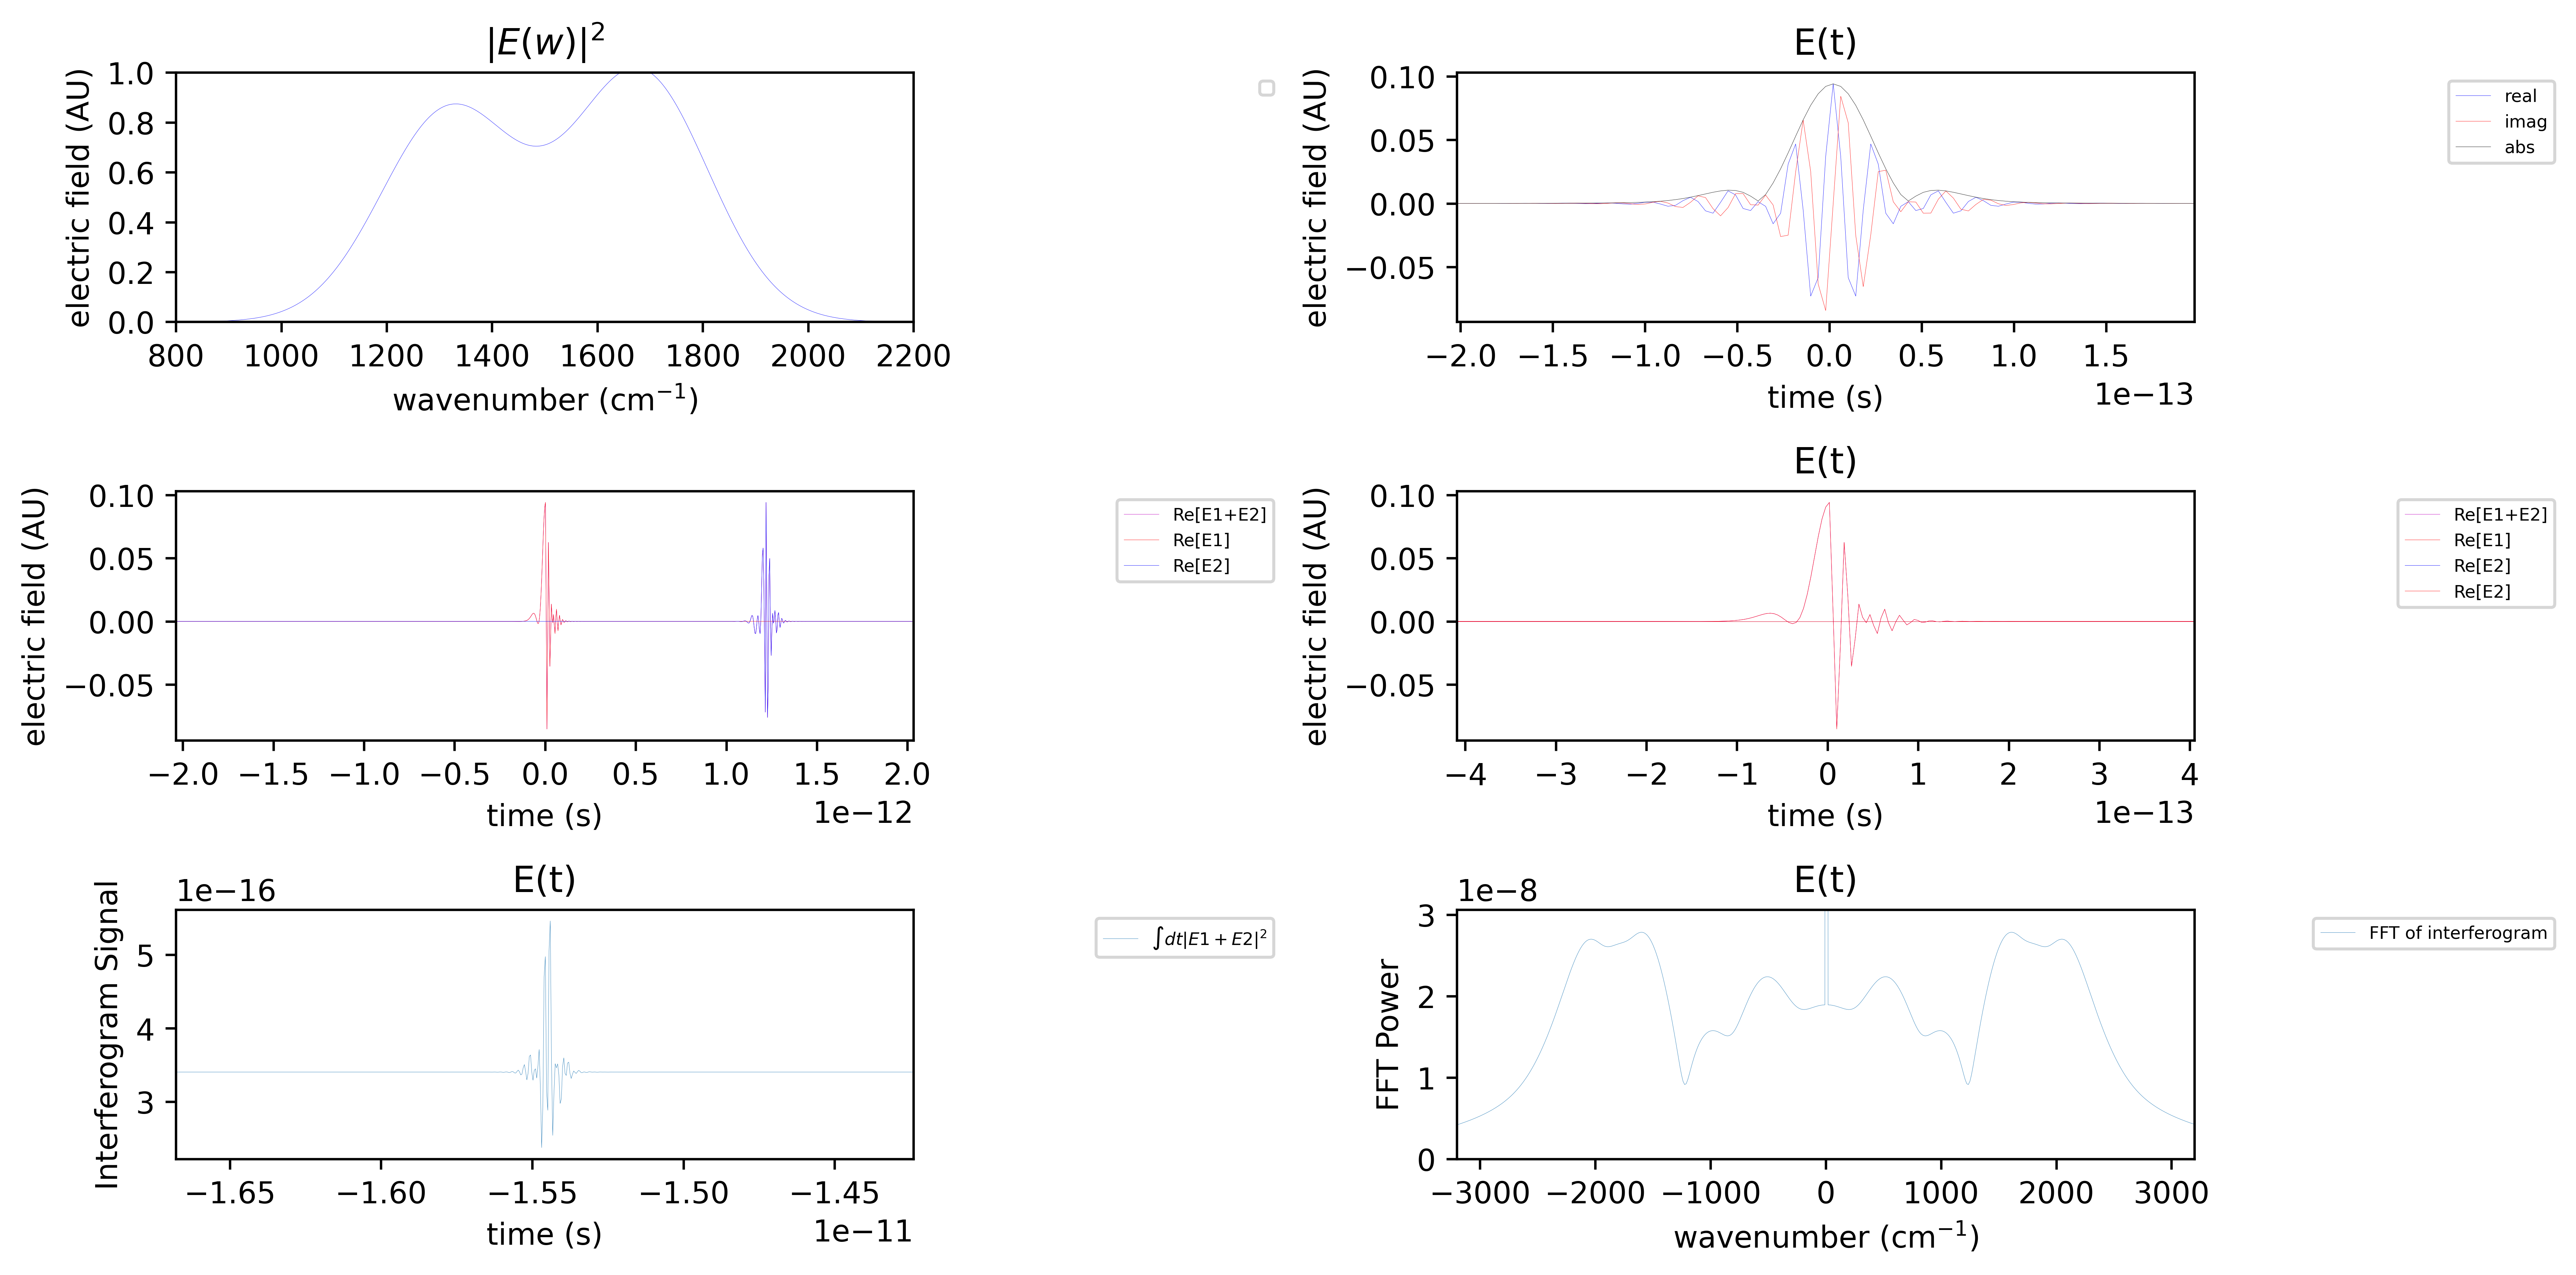 |E(w)|²
electric field (AU)
1.0
0.8
0.6
0.4
0.2
0.0
800 1000 1200 1400 1600 1800 2000 2200
wavenumber (cm⁻¹)
E(t)
electric field (AU)
0.10
0.05
0.00
−0.05
−2.0 −1.5 −1.0 −0.5 0.0 0.5 1.0 1.5
1e−13
time (s)
real
imag
abs
electric field (AU)
0.10
0.05
0.00
−0.05
−2.0 −1.5 −1.0 −0.5 0.0 0.5 1.0 1.5 2.0
1e−12
time (s)
Re[E1+E2]
Re[E1]
Re[E2]
E(t)
electric field (AU)
0.10
0.05
0.00
−0.05
−4 −3 −2 −1 0 1 2 3 4
1e−13
time (s)
Re[E1+E2]
Re[E1]
Re[E2]
Re[E2]
E(t)
1e−16
Interferogram Signal
5
4
3
−1.65 −1.60 −1.55 −1.50 −1.45
1e−11
time (s)
∫dt|E1 + E2|²
E(t)
1e−8
FFT Power
3
2
1
0
−3000 −2000 −1000 0 1000 2000 3000
wavenumber (cm⁻¹)
FFT of interferogram